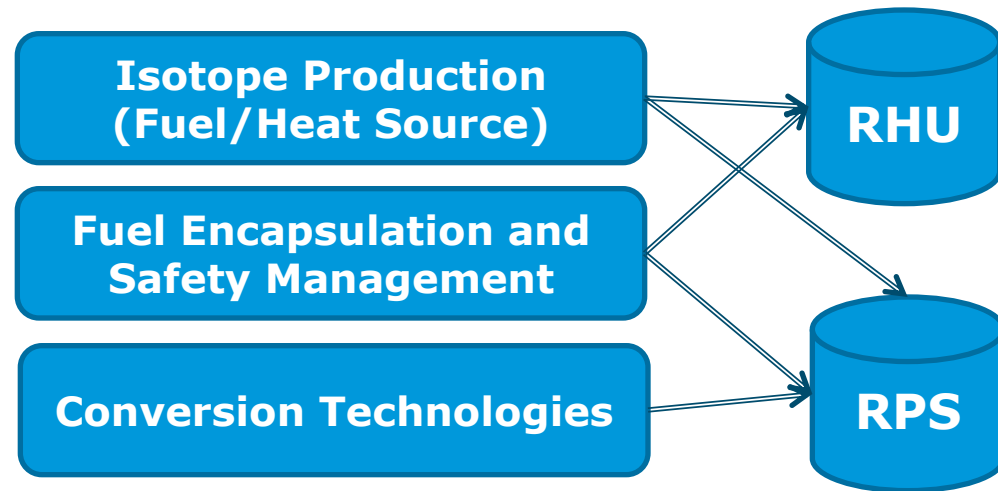 Isotope Production
(Fuel/Heat Source)
RHU
Fuel Encapsulation and
Safety Management
Conversion Technologies
RPS